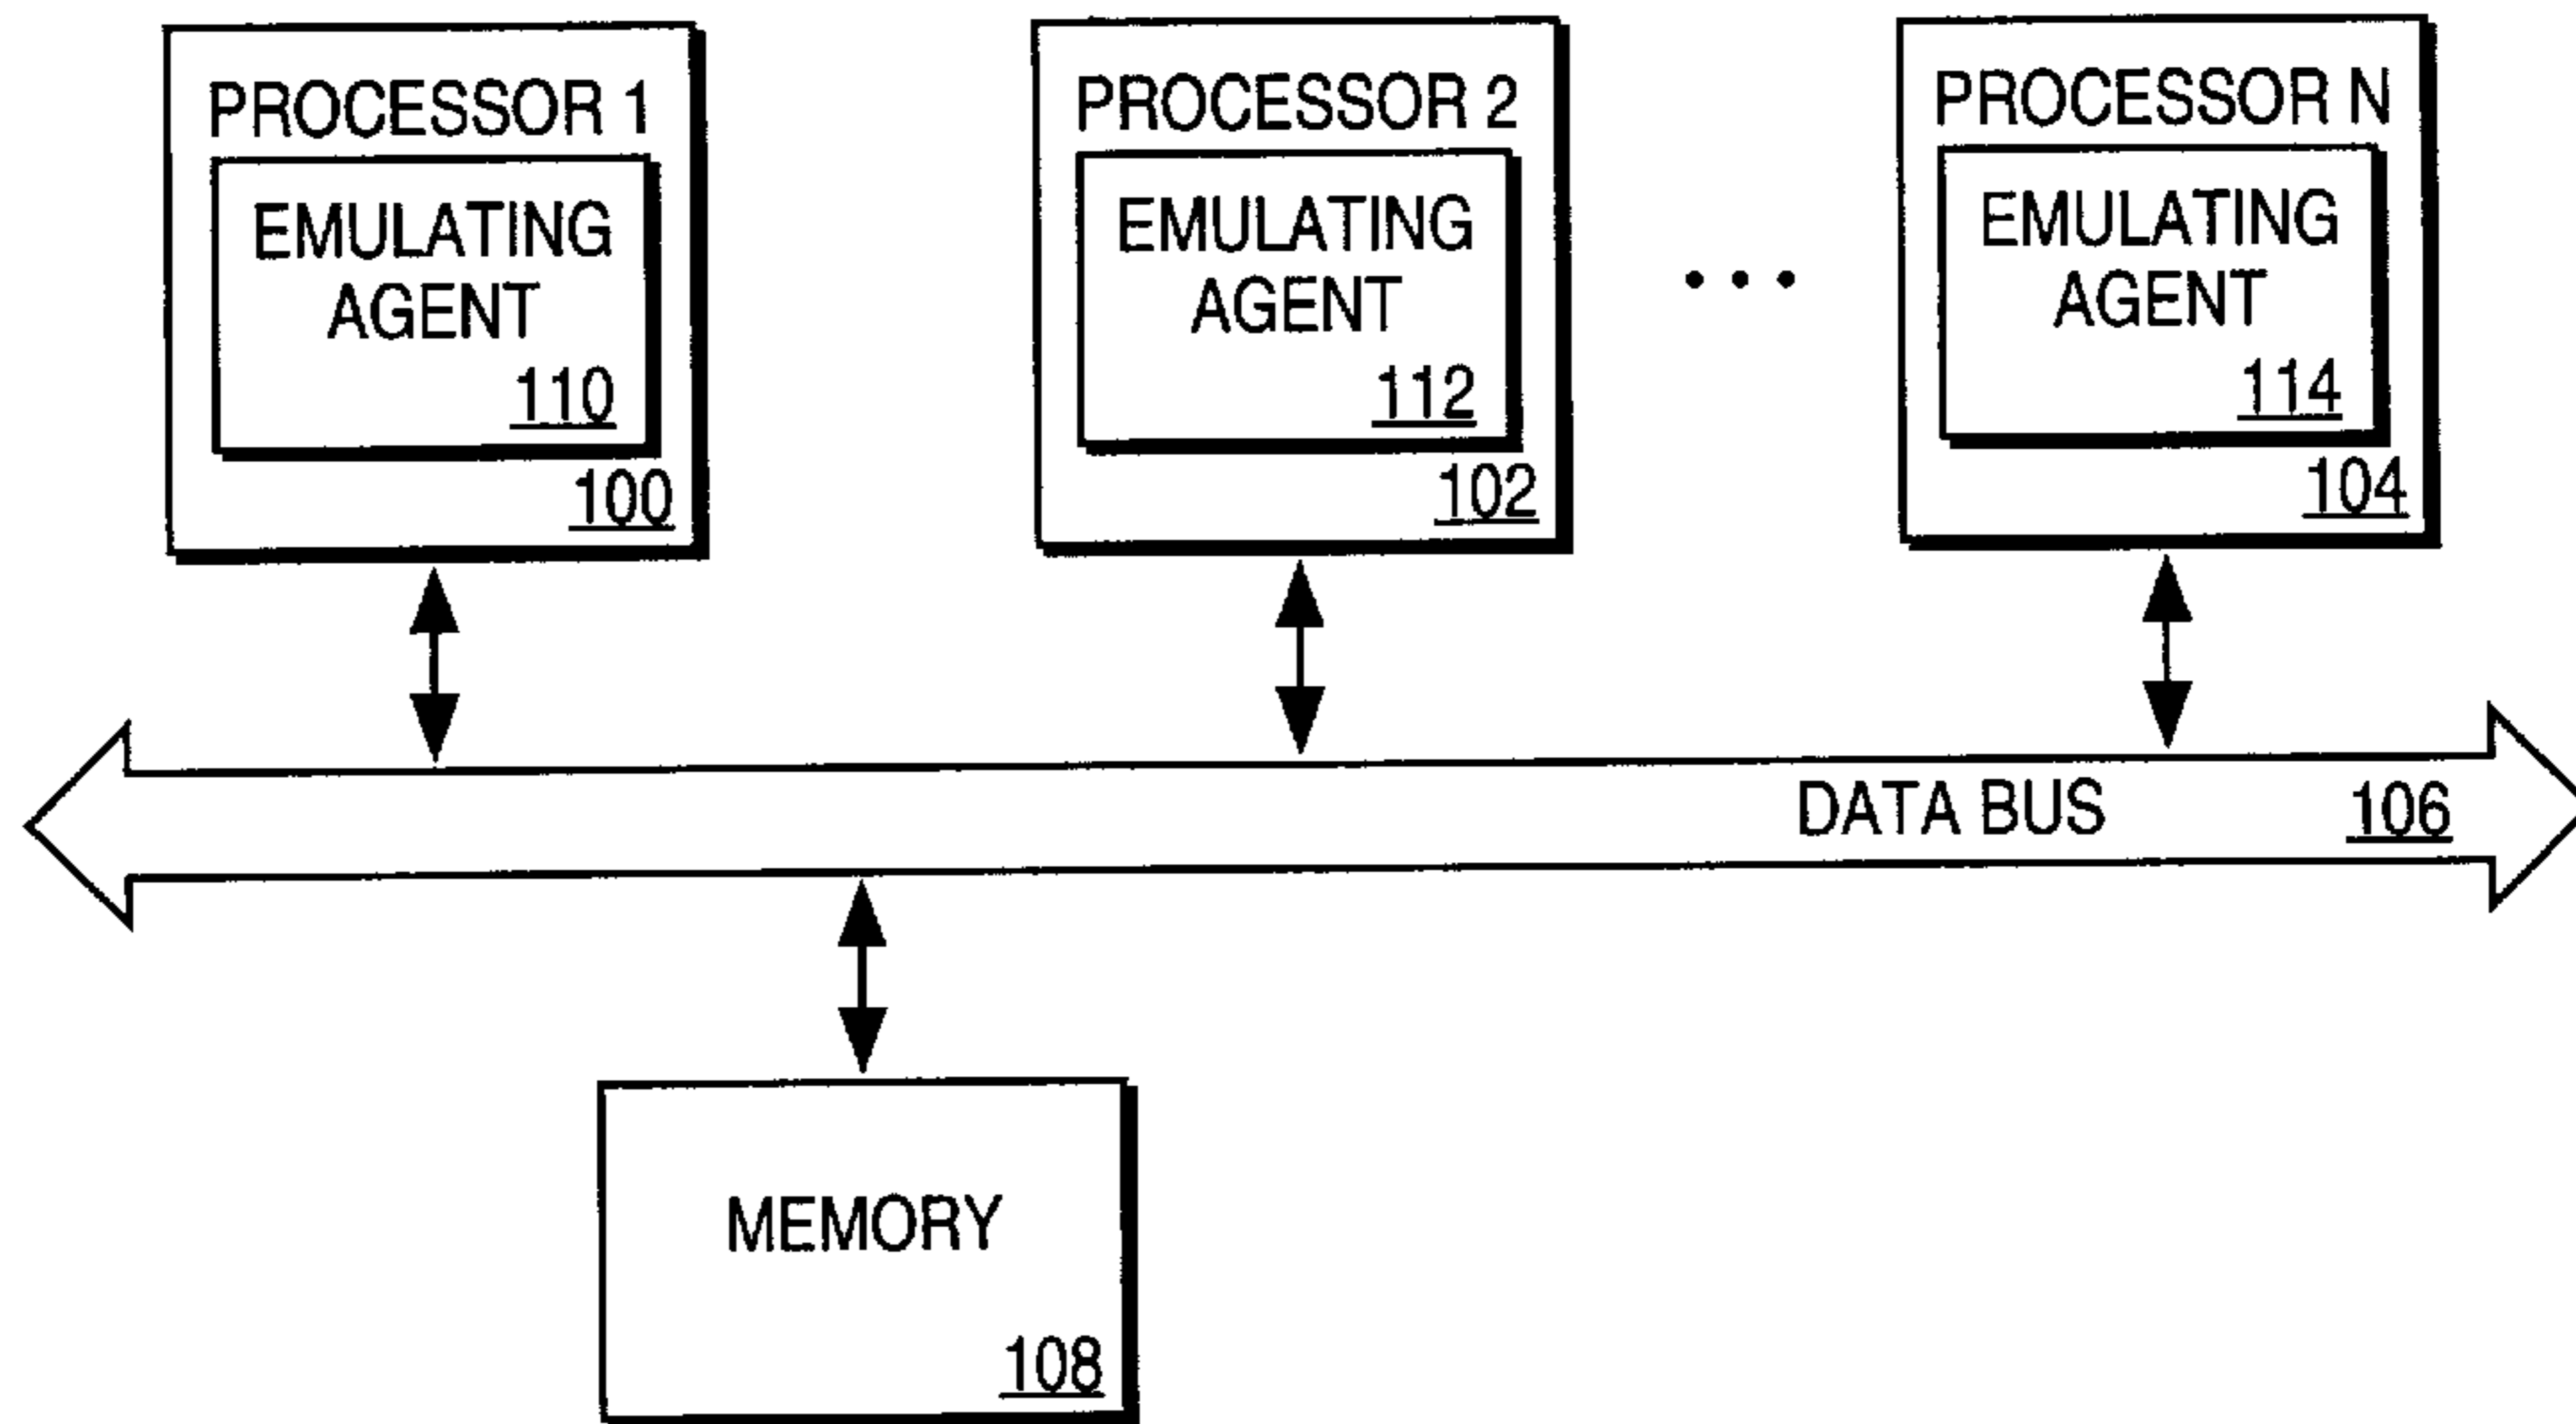 PROCESSOR 1
EMULATING
AGENT
110
100
PROCESSOR 2
EMULATING
AGENT
112
102
...
PROCESSOR N
EMULATING
AGENT
114
104
DATA BUS 106
MEMORY
108